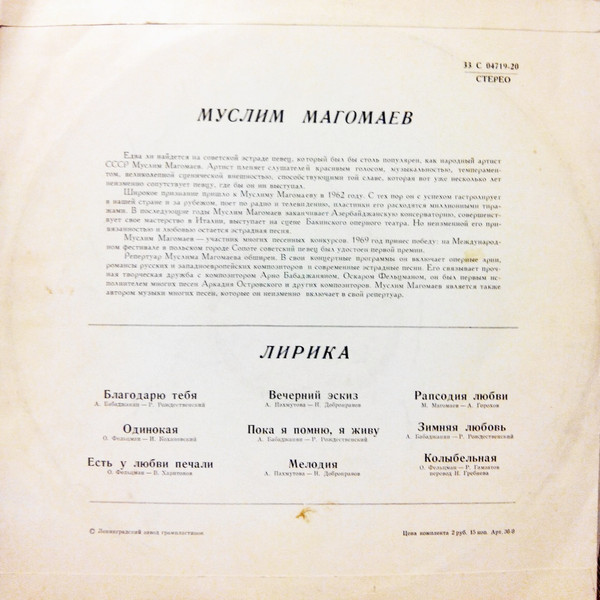 33 С 04719-20
СТЕРЕО
МУСЛИМ МАГОМАЕВ
Едва ли найдется на советской эстраде певец, который был бы столь популярен, как народный артист
СССР Муслим Магомаев. Артист пленяет слушателей красивым голосом, музыкальностью, темперамен-
том, великолепной сценической внешностью, способствующими той славе, которая вот уже несколько лет
неизменно сопутствует певцу, где бы он ни выступал.
Широкое признание пришло к Муслиму Магомаеву в 1962 году. С тех пор он с успехом гастролирует
в нашей стране и за рубежом, поет по радио и телевидению, пластинки его расходятся миллионными тира-
жами. В последующие годы Муслим Магомаев заканчивает Азербайджанскую консерваторию, совершенст-
вует свое мастерство в Италии, выступает на сцене Бакинского оперного театра. Но неизменной его при-
вязанностью и любовью остается эстрадная песня.
Муслим Магомаев — участник многих песенных конкурсов. 1969 год принес победу: на Международ-
ном фестивале в польском городе Сопоте советский певец был удостоен первой премии.
Репертуар Муслима Магомаева обширен. В свои концертные программы он включает оперные арии,
романсы русских и западноевропейских композиторов и современные эстрадные песни. Его связывает проч-
ная творческая дружба с композитором Арно Бабаджаняном, Оскаром Фельцманом, он был первым ис-
полнителем многих песен Аркадия Островского и других композиторов. Муслим Магомаев является также
автором музыки многих песен, которые он неизменно включает в свой репертуар.
ЛИРИКА
Благодарю тебя
А. Бабаджанян — Р. Рождественский
Одинокая
О. Фельцман — И. Кохановский
Есть у любви печали
О. Фельцман — В. Харитонов
Вечерний эскиз
А. Пахмутова — Н. Добронравов
Пока я помню, я живу
А. Бабаджанян — Р. Рождественский
Мелодия
А. Пахмутова — Н. Добронравов
Рапсодия любви
М. Магомаев — А. Горохов
Зимняя любовь
А. Бабаджанян — Р. Рождественский
Колыбельная
О. Фельцман — Р. Гамзатов
перевод Н. Гребнева
© Ленинградский завод грампластинок
Цена комплекта 2 руб. 15 коп. Арт. 36-9